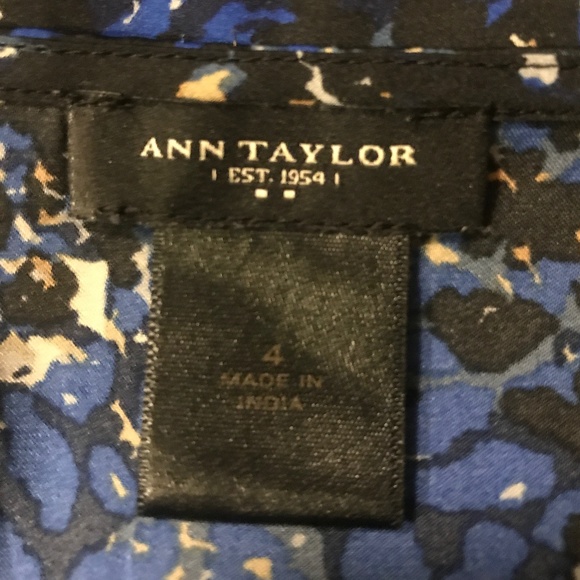 ANN TAYLOR
EST. 1954
4
MADE IN
INDIA